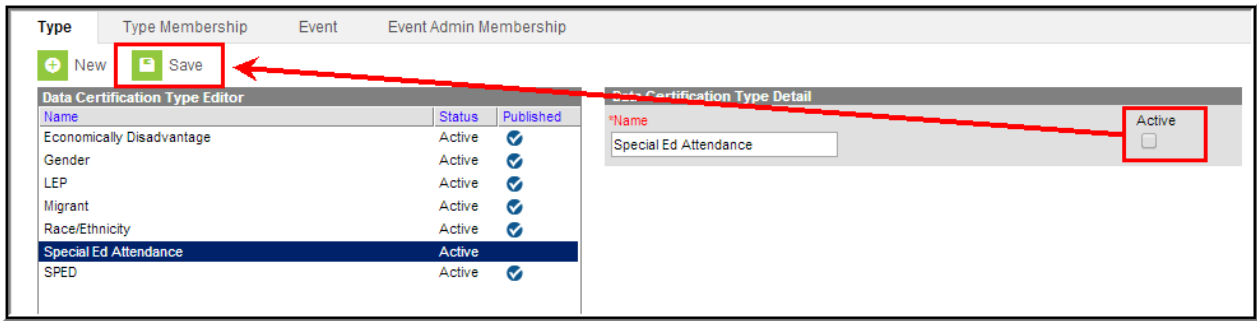 Type Type Membership Event Event Admin Membership
New Save
Data Certification Type Editor
Name Status Published
Economically Disadvantage Active
Gender Active
LEP Active
Migrant Active
Race/Ethnicity Active
Special Ed Attendance Active
SPED Active
Data Certification Type Detail
*Name Active
Special Ed Attendance